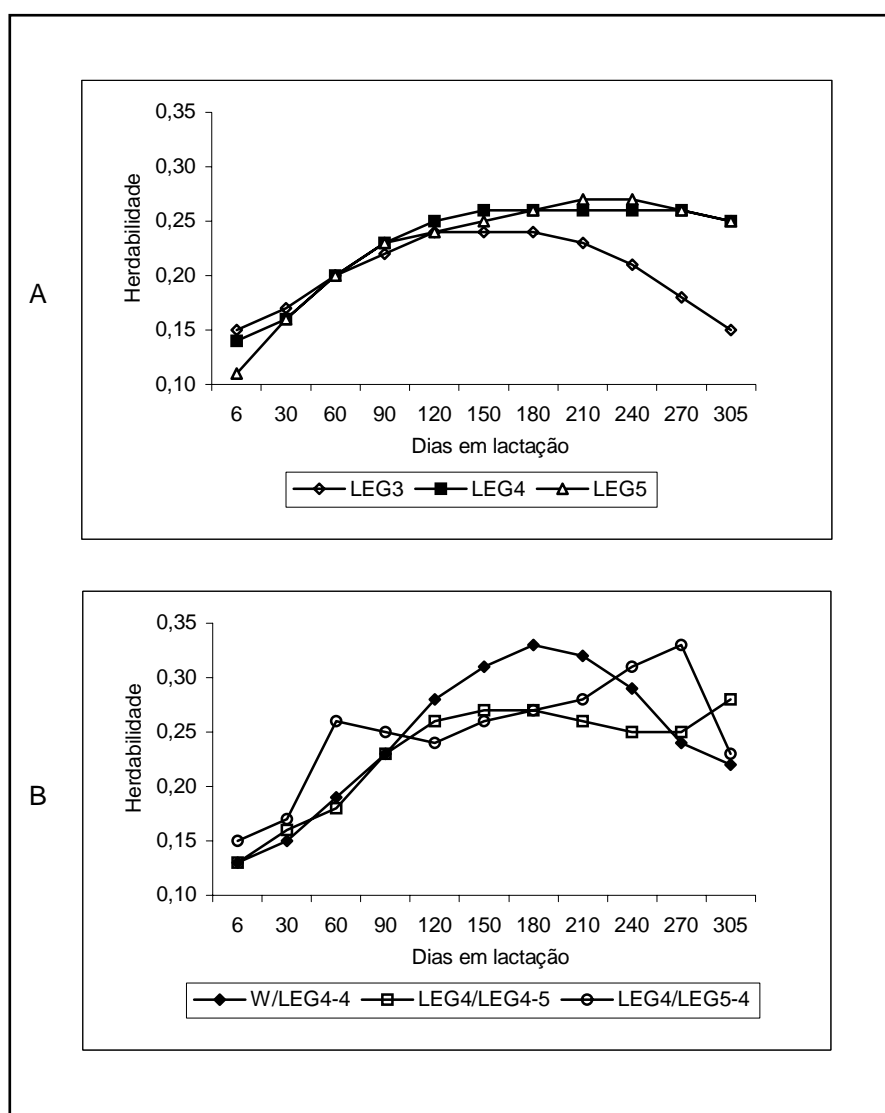 A
Herdabilidade
0,35
0,30
0,25
0,20
0,15
0,10
6 30 60 90 120 150 180 210 240 270 305
Dias em lactação
LEG3 LEG4 LEG5
B
Herdabilidade
0,35
0,30
0,25
0,20
0,15
0,10
6 30 60 90 120 150 180 210 240 270 305
Dias em lactação
W/LEG4-4 LEG4/LEG4-5 LEG4/LEG5-4